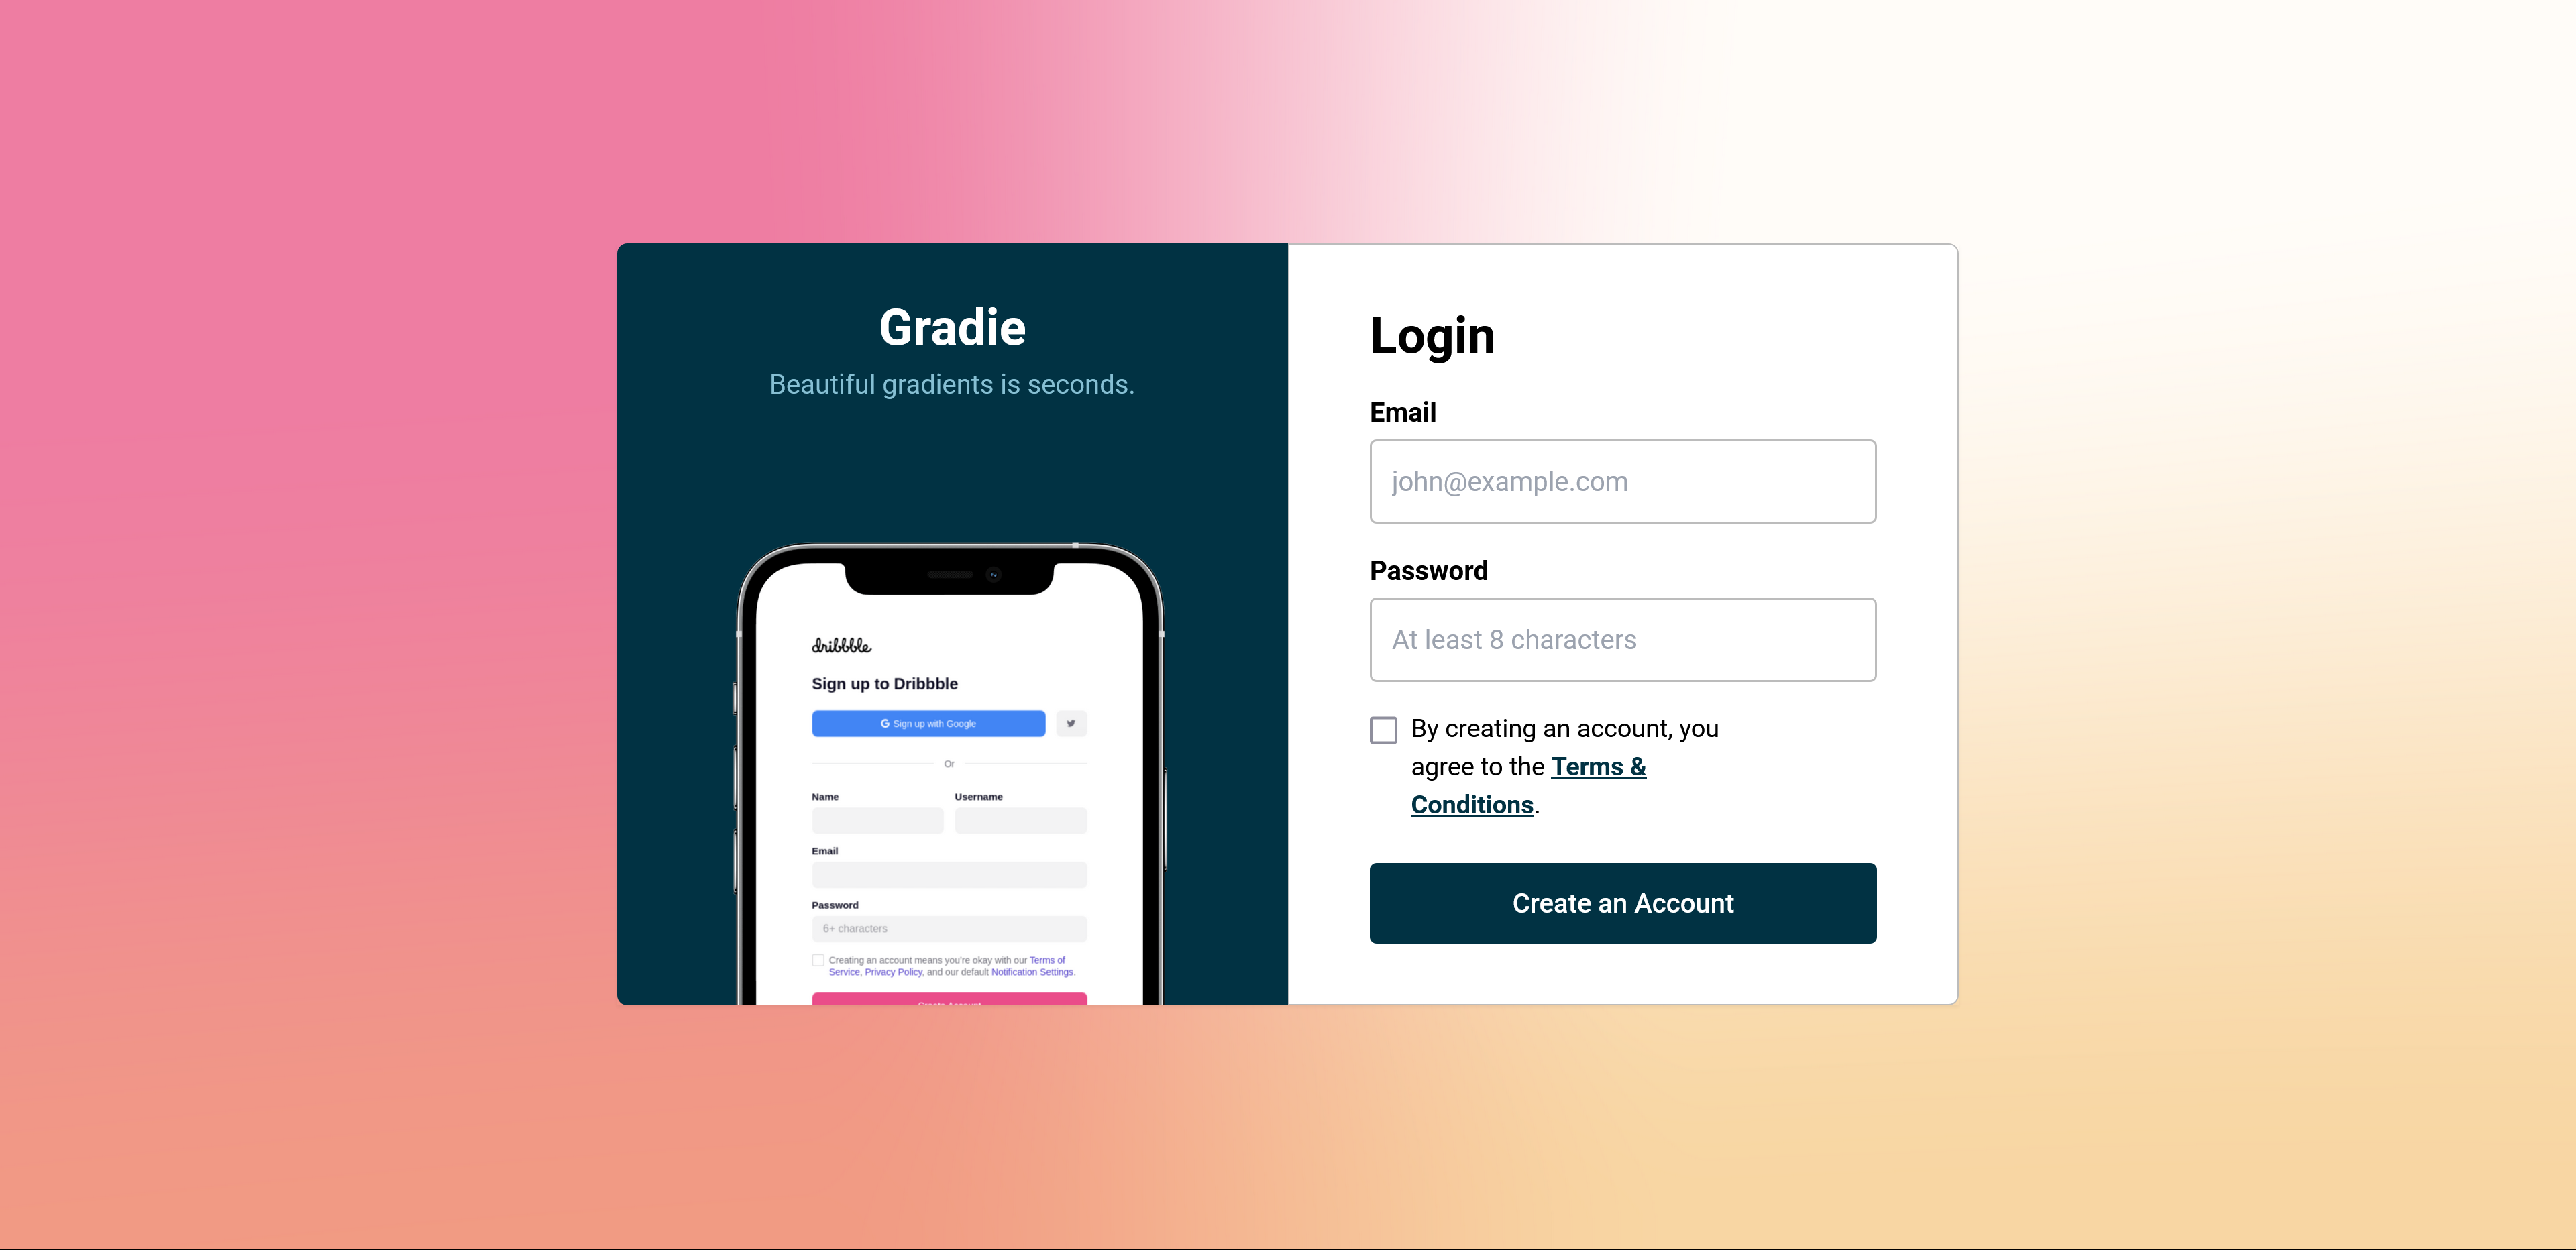 Gradie
Beautiful gradients is seconds.
dribbble
Sign up to Dribbble
G Sign up with Google
Or
Name Username
Email
Password
6+ characters
Creating an account means you're okay with our Terms of
Service, Privacy Policy, and our default Notification Settings.
Create Account
Login
Email
john@example.com
Password
At least 8 characters
By creating an account, you
agree to the Terms &
Conditions.
Create an Account